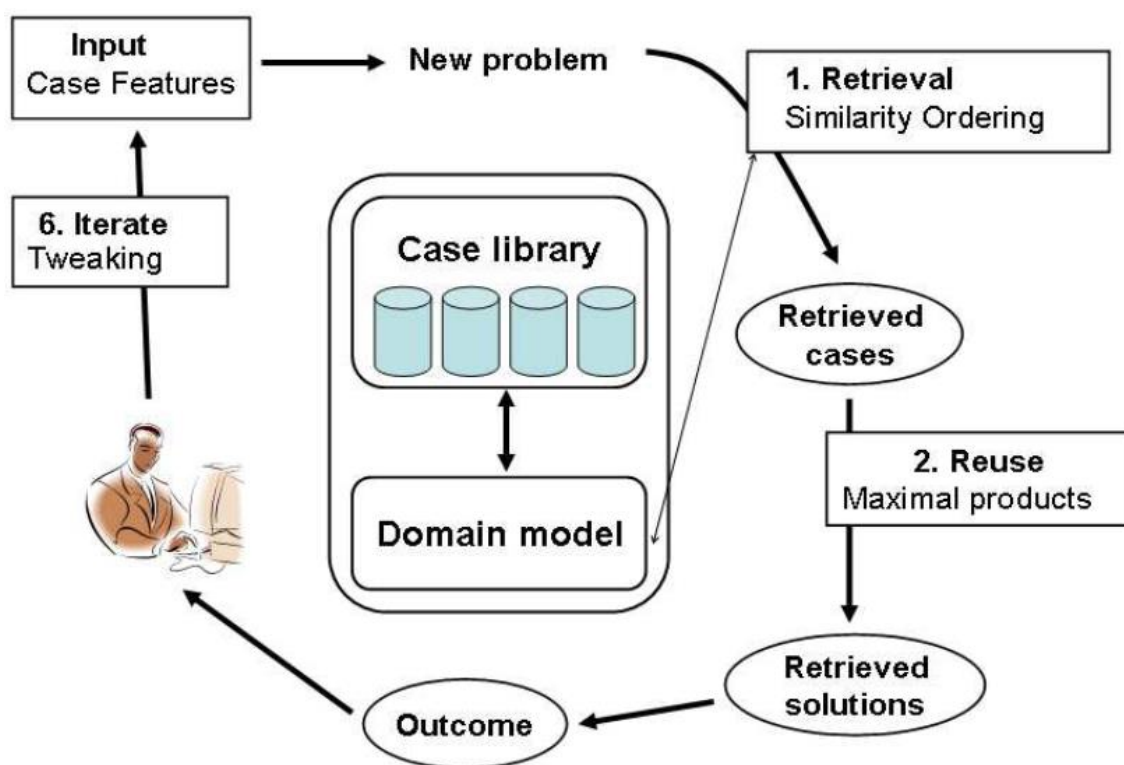 Input
Case Features
New problem
1. Retrieval
Similarity Ordering
6. Iterate
Tweaking
Case library
Retrieved
cases
2. Reuse
Maximal products
Domain model
Retrieved
solutions
Outcome